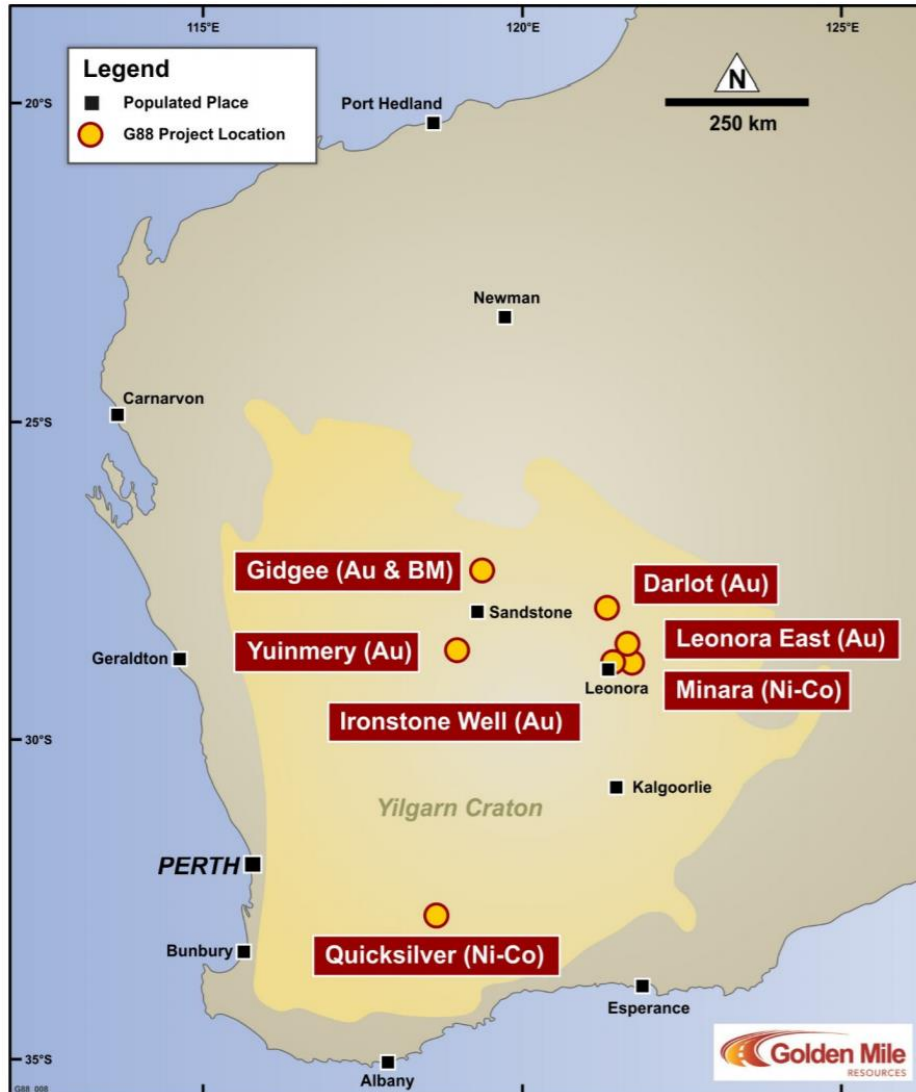 115°E
120°E
125°E
Legend
Populated Place
G88 Project Location
N
250 km
20°S
Port Hedland
Newman
Carnarvon
25°S
Gidgee (Au & BM)
Darlot (Au)
Sandstone
Leonora East (Au)
Yuinmery (Au)
Geraldton
Leonora
Minara (Ni-Co)
Ironstone Well (Au)
30°S
Kalgoorlie
Yilgarn Craton
PERTH
Bunbury
Quicksilver (Ni-Co)
Esperance
35°S
Albany
Golden Mile
RESOURCES
G88_008